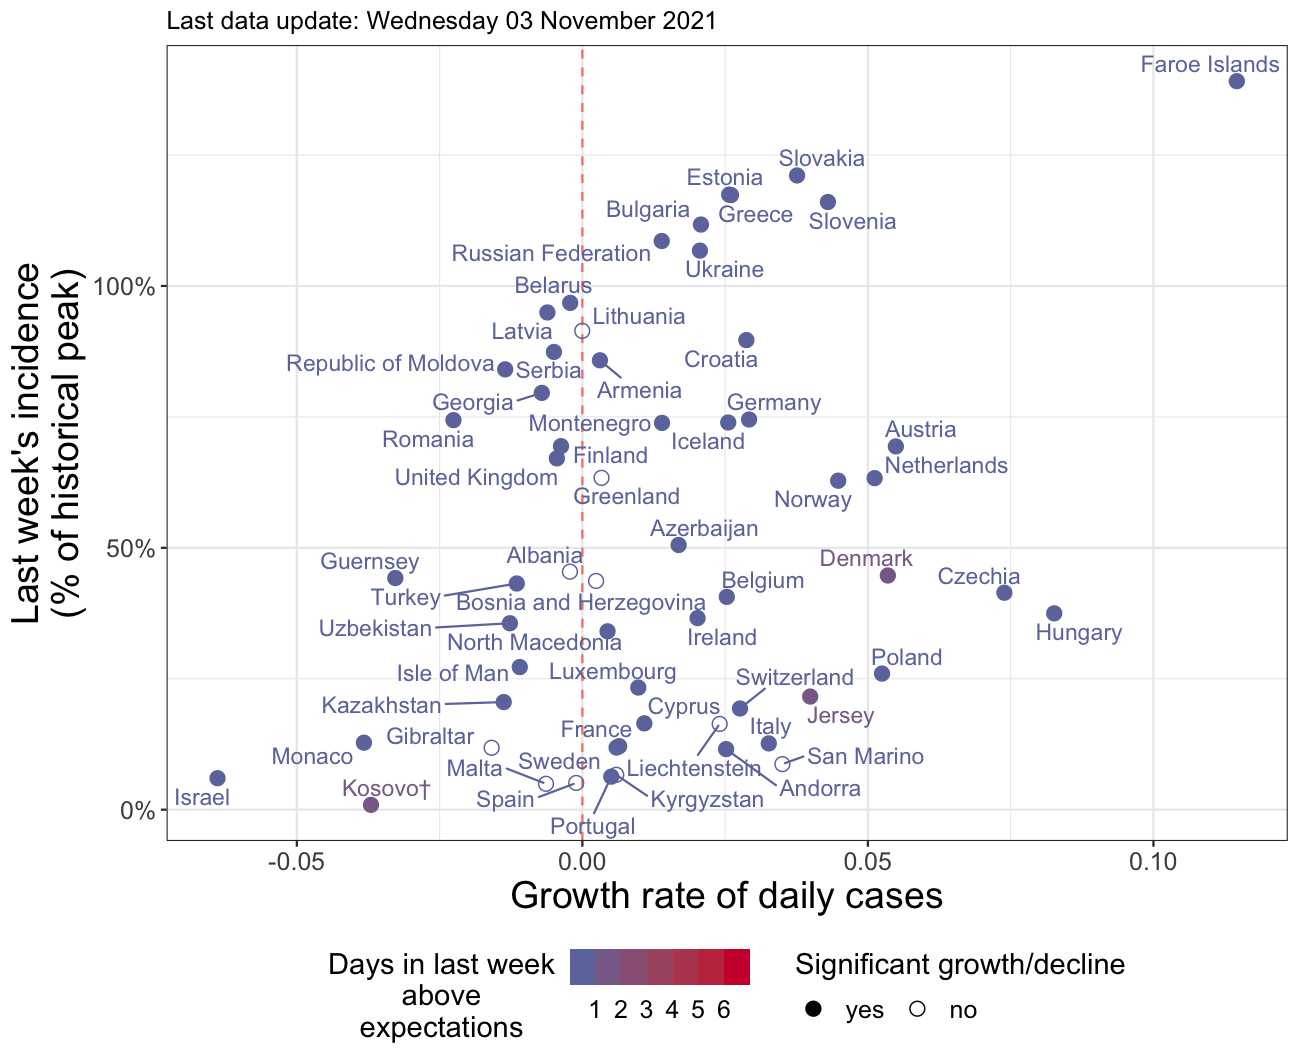 Last data update: Wednesday 03 November 2021
Faroe Islands
Slovakia
Estonia
Bulgaria
Greece
Slovenia
Russian Federation
Ukraine
100%
Belarus
Lithuania
Latvia
Republic of Moldova
Serbia
Croatia
Armenia
Georgia
Germany
Montenegro
Romania
Iceland
Austria
Finland
Netherlands
United Kingdom
Greenland
Norway
Azerbaijan
50%
Albania
Denmark
Guernsey
Czechia
Belgium
Turkey
Bosnia and Herzegovina
Uzbekistan
North Macedonia
Ireland
Hungary
Isle of Man
Luxembourg
Poland
Switzerland
Kazakhstan
Cyprus
Jersey
France
Italy
Gibraltar
Monaco
San Marino
Sweden
Malta
Liechtenstein
Kosovo†
Andorra
Israel
Spain
Kyrgyzstan
0%
Portugal
-0.05
0.00
0.05
0.10
Last week's incidence
(% of historical peak)
Growth rate of daily cases
Days in last week
above
expectations
1 2 3 4 5 6
Significant growth/decline
yes
no